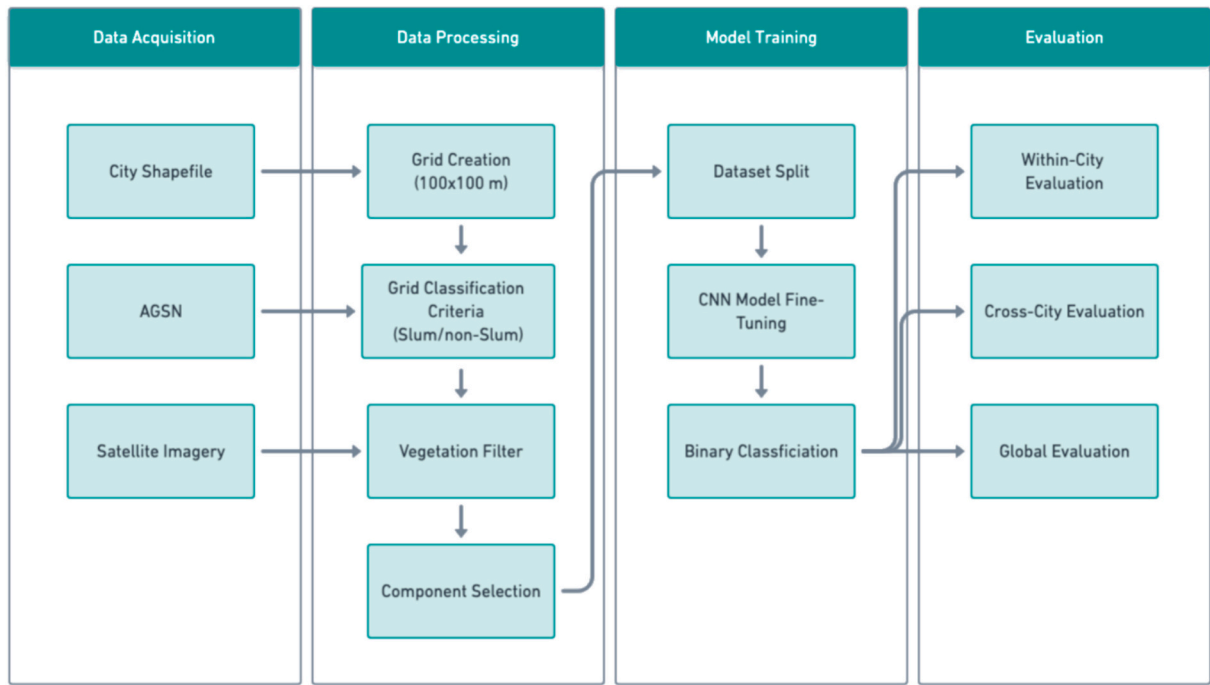 Data Acquisition
City Shapefile
AGSN
Satellite Imagery
Data Processing
Grid Creation
(100x100 m)
Grid Classification
Criteria
(Slum/non-Slum)
Vegetation Filter
Component Selection
Model Training
Dataset Split
CNN Model Fine-
Tuning
Binary Classficiation
Evaluation
Within-City
Evaluation
Cross-City Evaluation
Global Evaluation